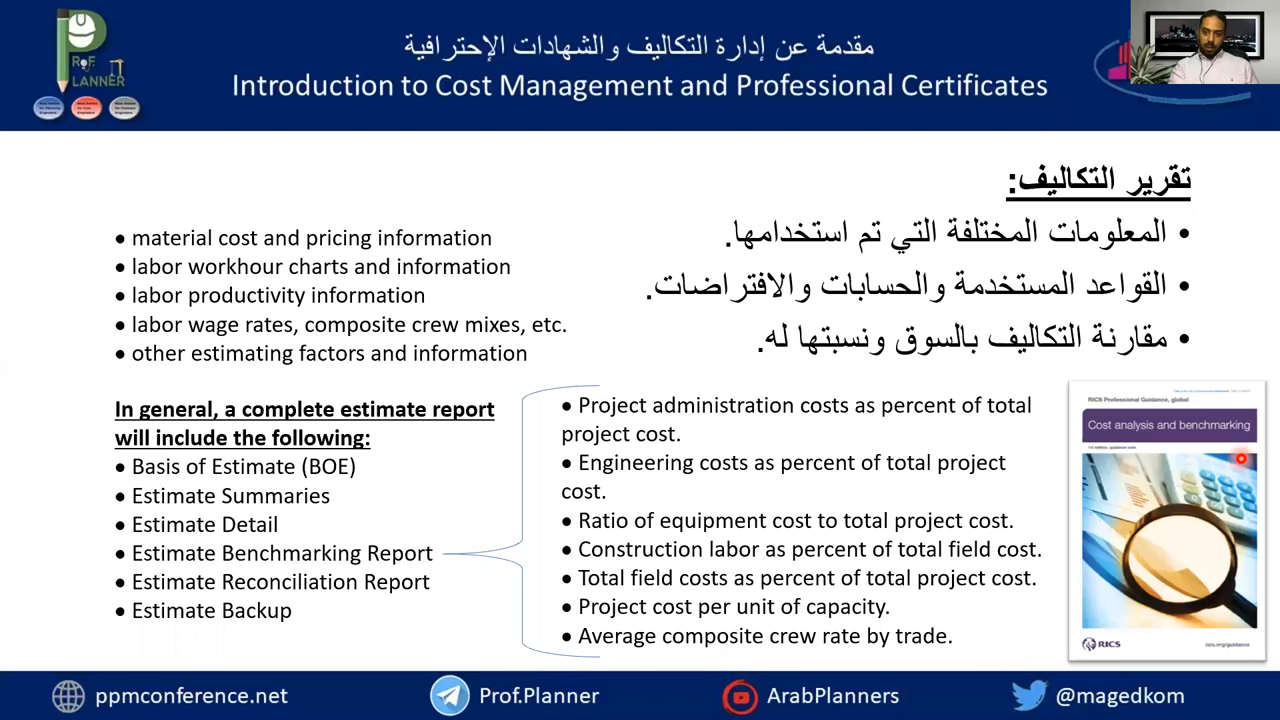 PROF.
PLANNER
مقدمة عن إدارة التكاليف والشهادات الإحترافية
Introduction to Cost Management and Professional Certificates
تقرير التكاليف:
• المعلومات المختلفة التي تم استخدامها.
• القواعد المستخدمة والحسابات والافتراضات.
• مقارنة التكاليف بالسوق ونسبتها له.
• material cost and pricing information
• labor workhour charts and information
• labor productivity information
• labor wage rates, composite crew mixes, etc.
• other estimating factors and information
In general, a complete estimate report
will include the following:
• Basis of Estimate (BOE)
• Estimate Summaries
• Estimate Detail
• Estimate Benchmarking Report
• Estimate Reconciliation Report
• Estimate Backup
• Project administration costs as percent of total
project cost.
• Engineering costs as percent of total project
cost.
• Ratio of equipment cost to total project cost.
• Construction labor as percent of total field cost.
• Total field costs as percent of total project cost.
• Project cost per unit of capacity.
• Average composite crew rate by trade.
RICS Professional Guidance, global
Cost analysis and benchmarking
RICS
rics.org/guidance
ppmconference.net
Prof.Planner
ArabPlanners
@magedkom